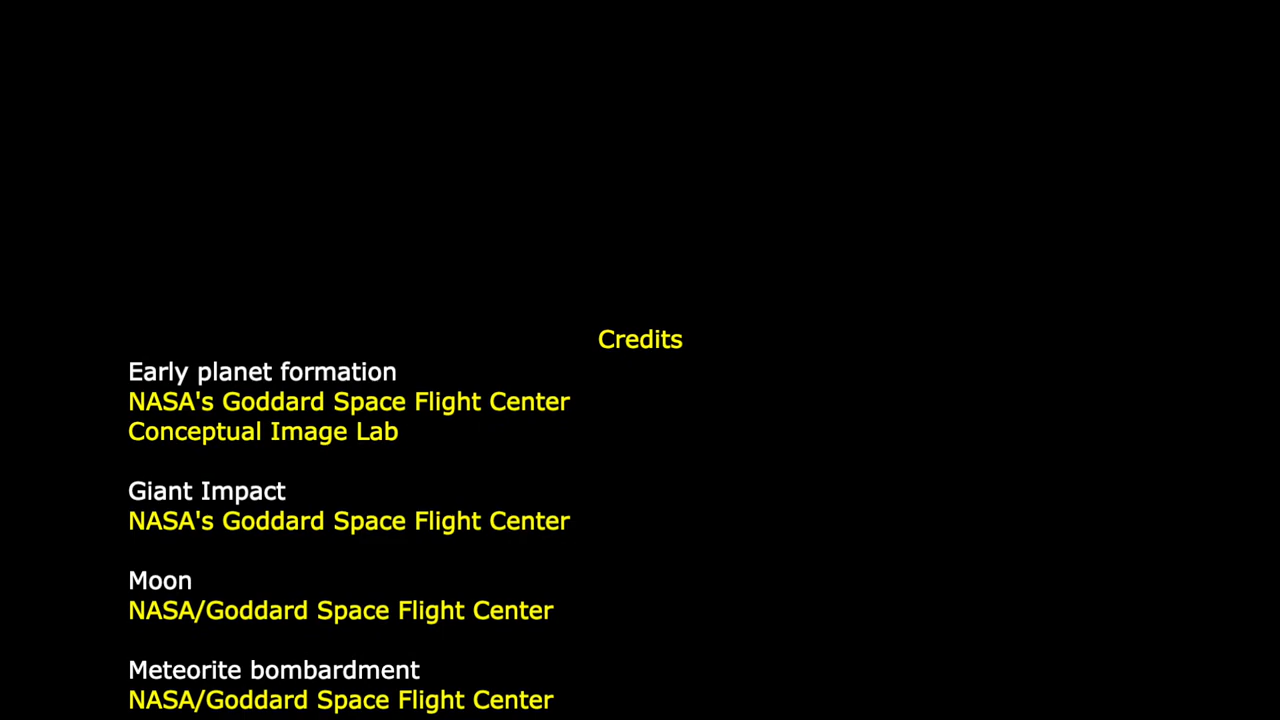 Credits
Early planet formation
NASA's Goddard Space Flight Center
Conceptual Image Lab
Giant Impact
NASA's Goddard Space Flight Center
Moon
NASA/Goddard Space Flight Center
Meteorite bombardment
NASA/Goddard Space Flight Center